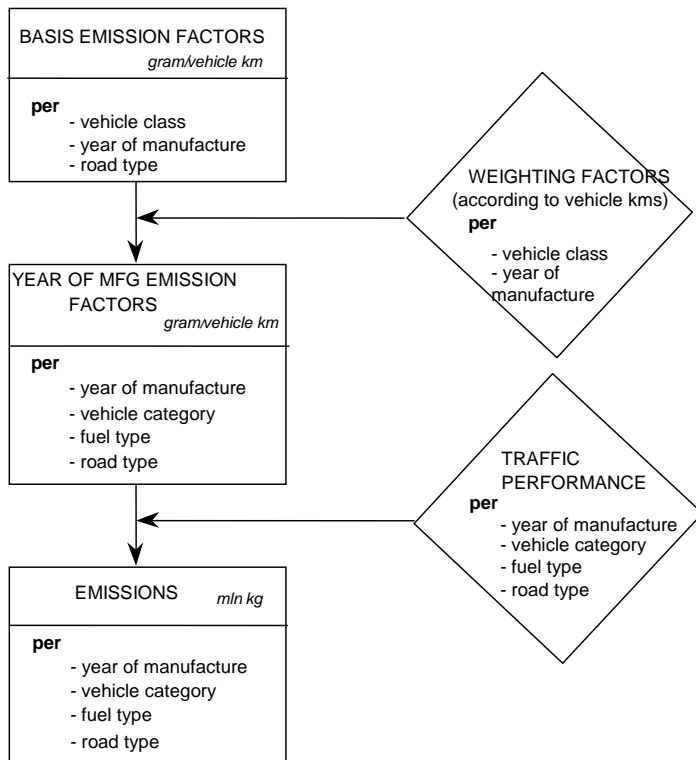 BASIS EMISSION FACTORS
gram/vehicle km
per
- vehicle class
- year of manufacture
- road type
WEIGHTING FACTORS
(according to vehicle kms)
per
- vehicle class
- year of
manufacture
YEAR OF MFG EMISSION
FACTORS
gram/vehicle km
per
- year of manufacture
- vehicle category
- fuel type
- road type
TRAFFIC
PERFORMANCE
per
- year of manufacture
- vehicle category
- fuel type
- road type
EMISSIONS
mln kg
per
- year of manufacture
- vehicle category
- fuel type
- road type